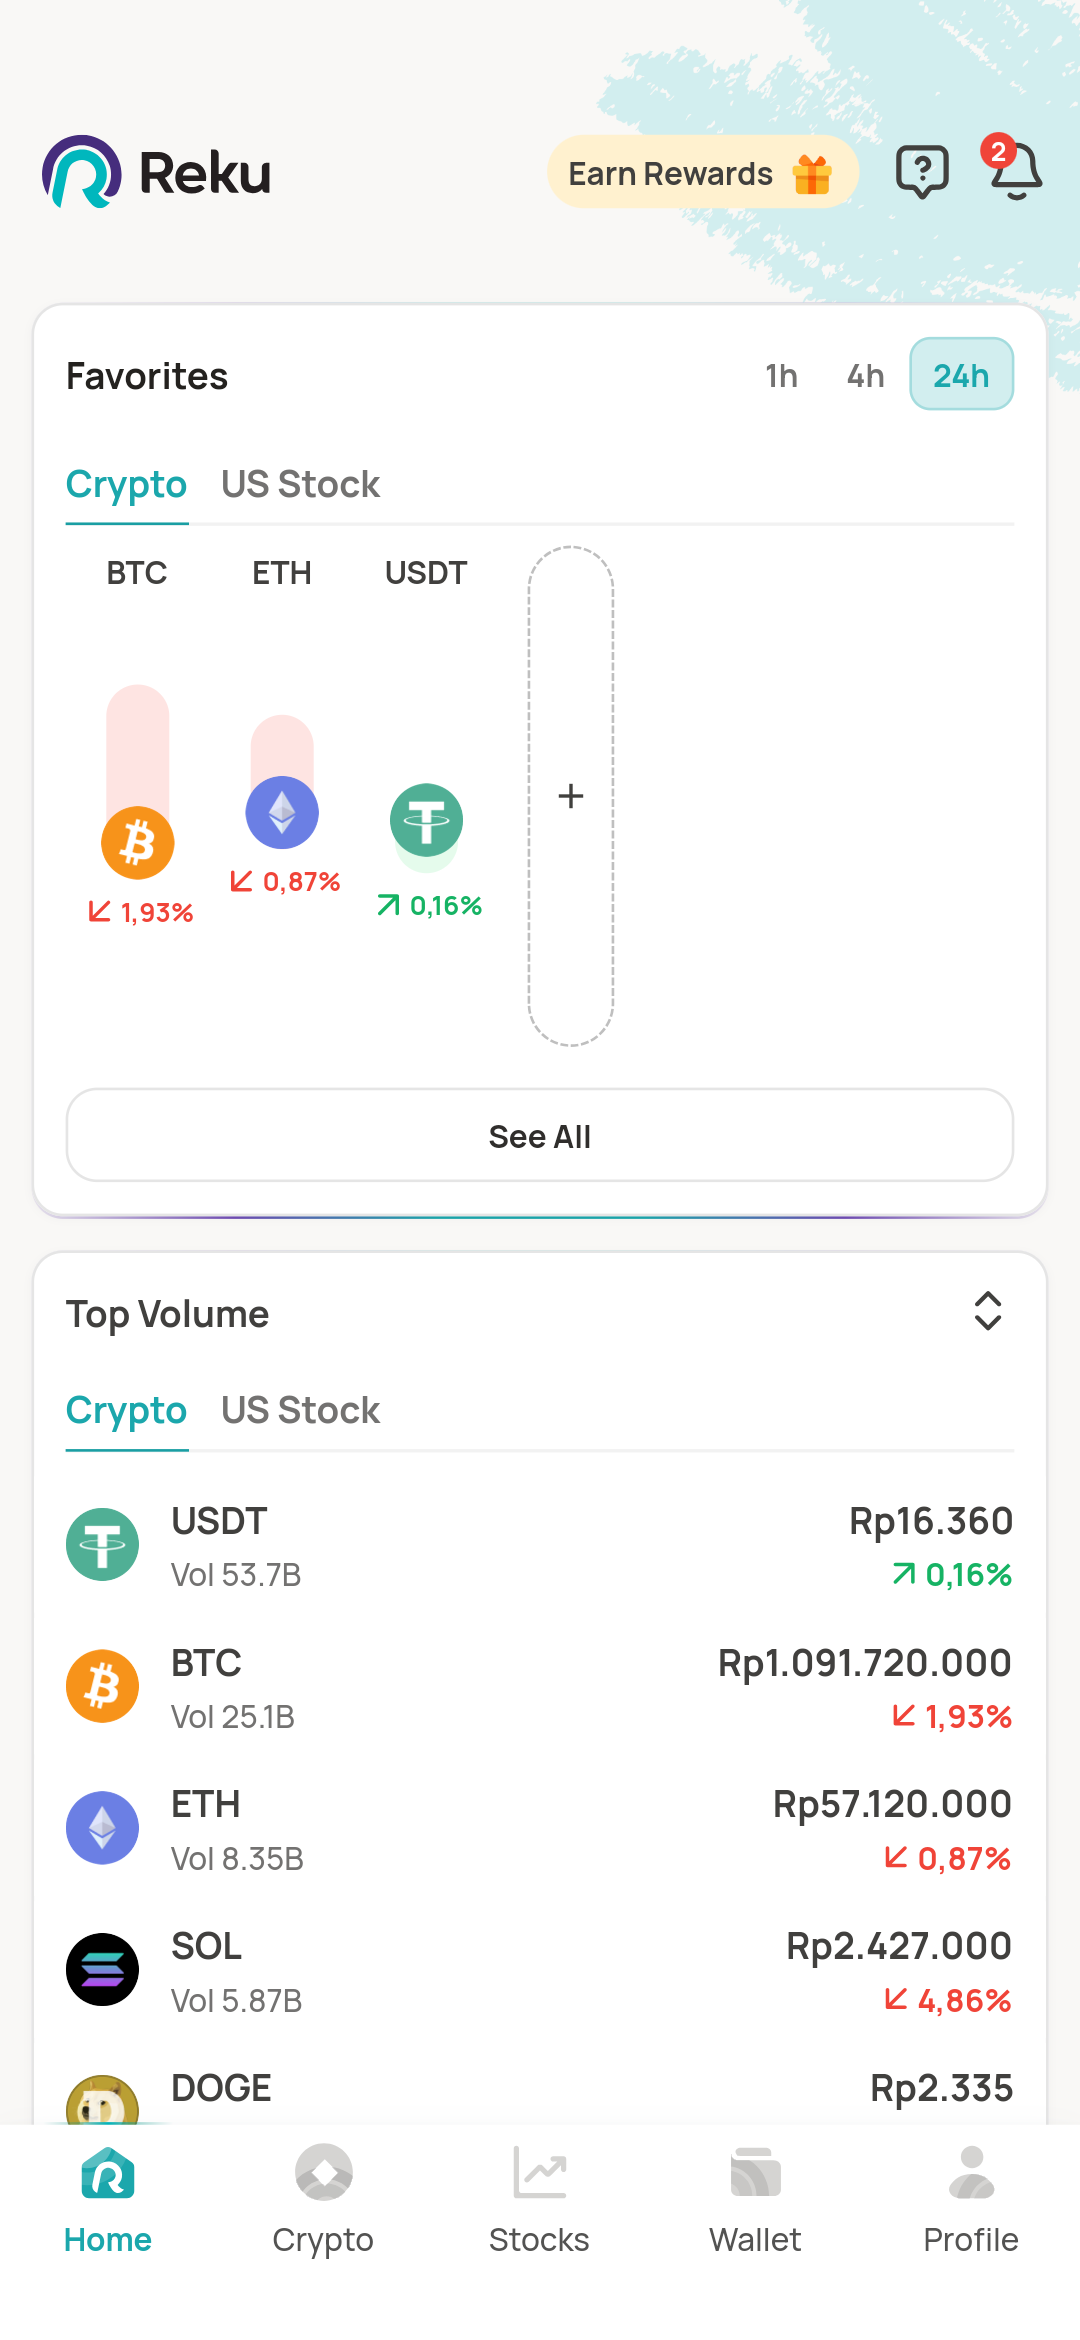 Reku
Earn Rewards
2
Favorites
1h 4h 24h
Crypto US Stock
BTC ETH USDT
1,93% 0,87% 0,16%
+
See All
Top Volume
Crypto US Stock
USDT Rp16.360
Vol 53.7B 0,16%
BTC Rp1.091.720.000
Vol 25.1B 1,93%
ETH Rp57.120.000
Vol 8.35B 0,87%
SOL Rp2.427.000
Vol 5.87B 4,86%
DOGE Rp2.335
Home Crypto Stocks Wallet Profile